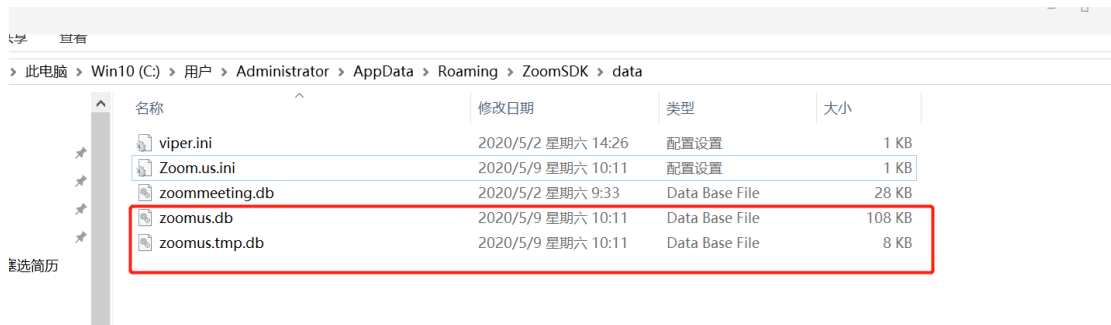 查看
此电脑 > Win10 (C:) > 用户 > Administrator > AppData > Roaming > ZoomSDK > data
名称 修改日期 类型 大小
viper.ini 2020/5/2 星期六 14:26 配置设置 1 KB
Zoom.us.ini 2020/5/9 星期六 10:11 配置设置 1 KB
zoommeeting.db 2020/5/2 星期六 9:33 Data Base File 28 KB
zoomus.db 2020/5/9 星期六 10:11 Data Base File 108 KB
zoomus.tmp.db 2020/5/9 星期六 10:11 Data Base File 8 KB
选简历